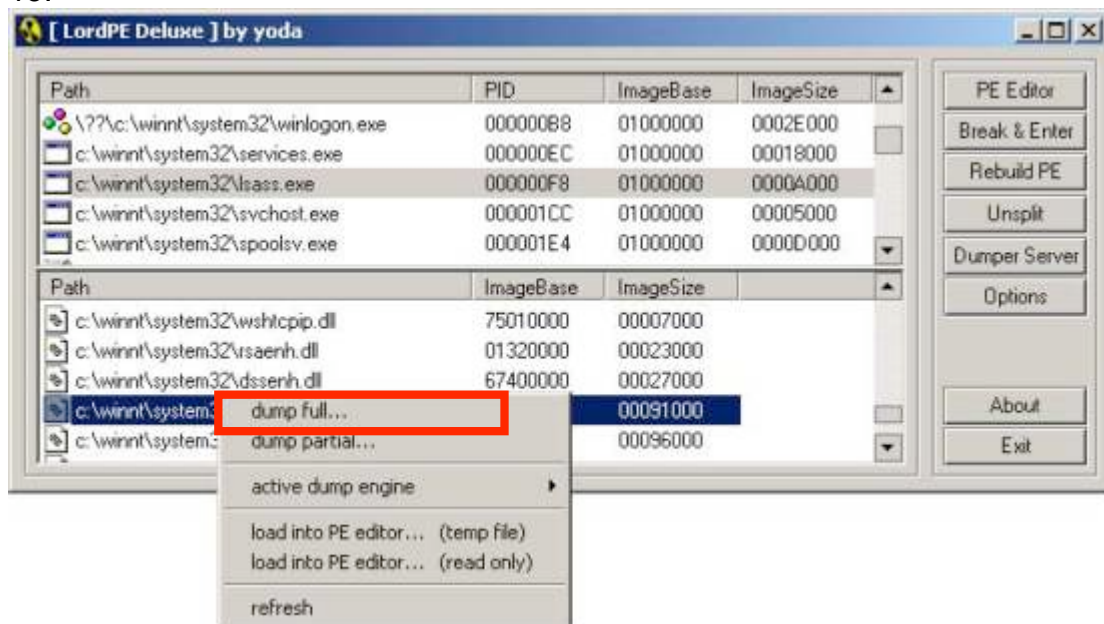 [ LordPE Deluxe ] by yoda
Path PID ImageBase ImageSize
\??\c:\winnt\system32\winlogon.exe 000000B8 01000000 0002E000
c:\winnt\system32\services.exe 000000EC 01000000 00018000
c:\winnt\system32\lsass.exe 000000F8 01000000 0000A000
c:\winnt\system32\svchost.exe 000001CC 01000000 00005000
c:\winnt\system32\spoolsv.exe 000001E4 01000000 0000D000
Path ImageBase ImageSize
c:\winnt\system32\wshtcpip.dll 75010000 00007000
c:\winnt\system32\rsaenh.dll 01320000 00023000
c:\winnt\system32\dssenh.dll 67400000 00027000
c:\winnt\system 00091000
c:\winnt\system 00096000
dump full...
dump partial...
active dump engine
load into PE editor... (temp file)
load into PE editor... (read only)
refresh
PE Editor
Break & Enter
Rebuild PE
Unsplit
Dumper Server
Options
About
Exit